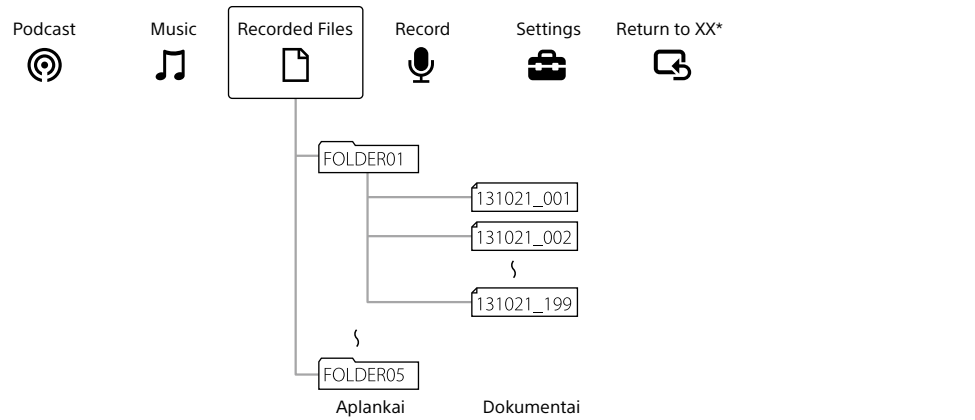 Podcast Music Recorded Files Record Settings Return to XX*
FOLDER01
131021_001
131021_002
131021_199
FOLDER05
Aplankai Dokumentai